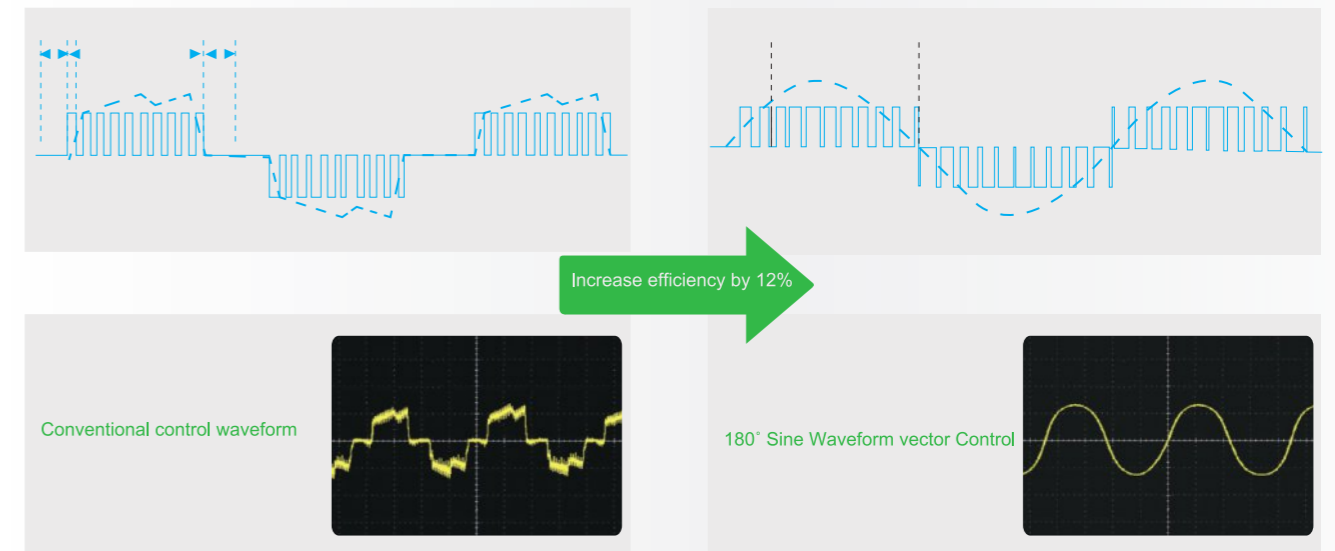 Increase efficiency by 12%
Conventional control waveform
180˚ Sine Waveform vector Control